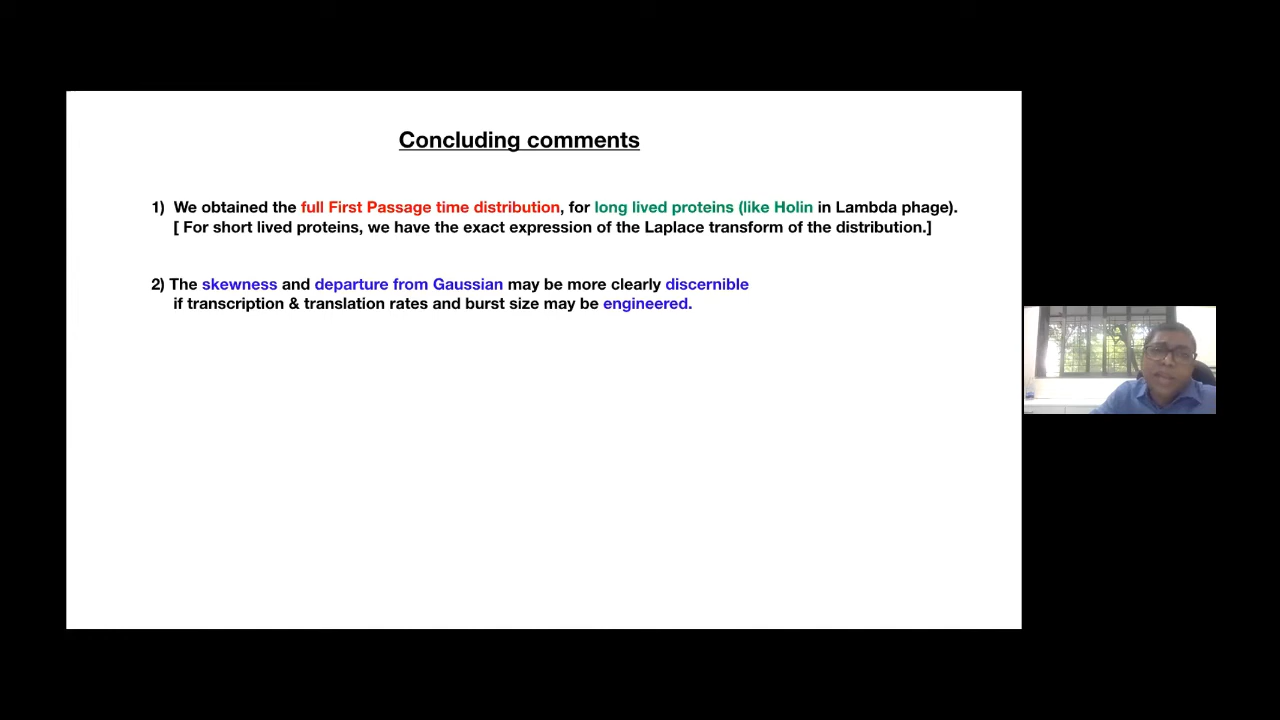 Concluding comments
1) We obtained the full First Passage time distribution, for long lived proteins (like Holin in Lambda phage).
[ For short lived proteins, we have the exact expression of the Laplace transform of the distribution.]
2) The skewness and departure from Gaussian may be more clearly discernible
if transcription & translation rates and burst size may be engineered.